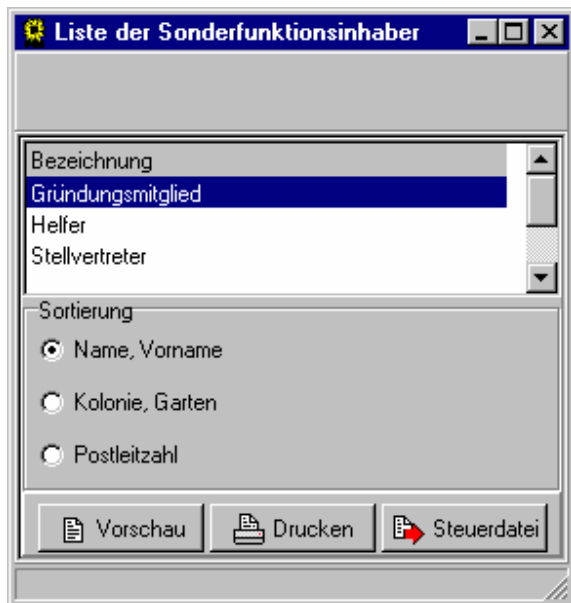 Liste der Sonderfunktionsinhaber
Bezeichnung
Gründungsmitglied
Helfer
Stellvertreter
Sortierung
Name, Vorname
Kolonie, Garten
Postleitzahl
Vorschau Drucken Steuerdatei